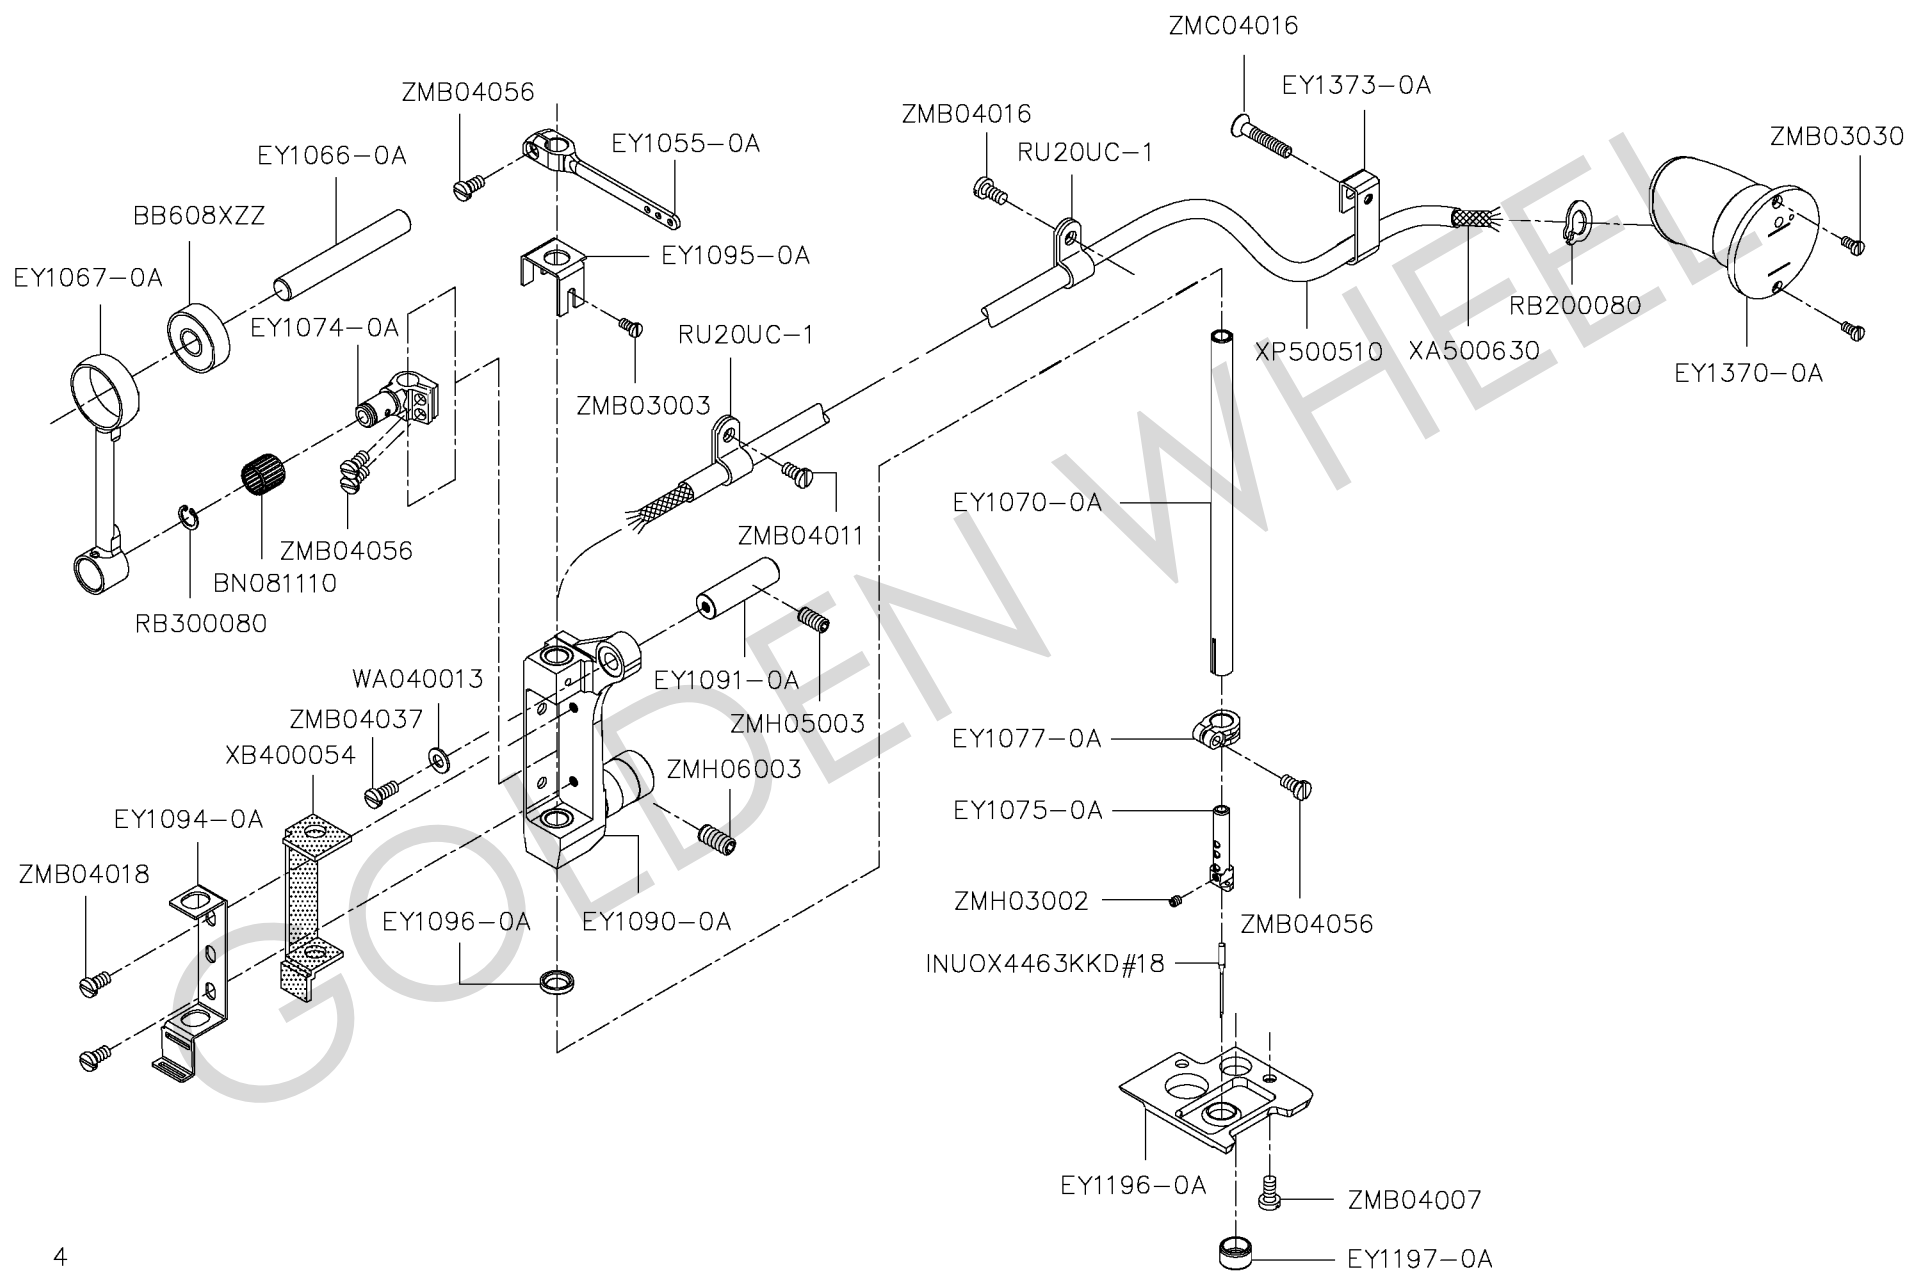 ZMC04016
EY1373-0A
ZMB04056
ZMB04016
RU20UC-1
ZMB03030
EY1066-0A
EY1055-0A
BB608XZZ
EY1095-0A
EY1067-0A
EY1074-0A
RU20UC-1
RB200080
XP500510
XA500630
EY1370-0A
ZMB03003
EY1070-0A
ZMB04011
ZMB04056
BN081110
RB300080
WA040013
EY1091-0A
ZMB04037
ZMH05003
EY1077-0A
XB400054
ZMH06003
EY1094-0A
EY1075-0A
ZMB04018
ZMH03002
EY1096-0A
EY1090-0A
ZMB04056
INUOX4463KKD#18
EY1196-0A
ZMB04007
EY1197-0A
4
GOLDEN WHEEL